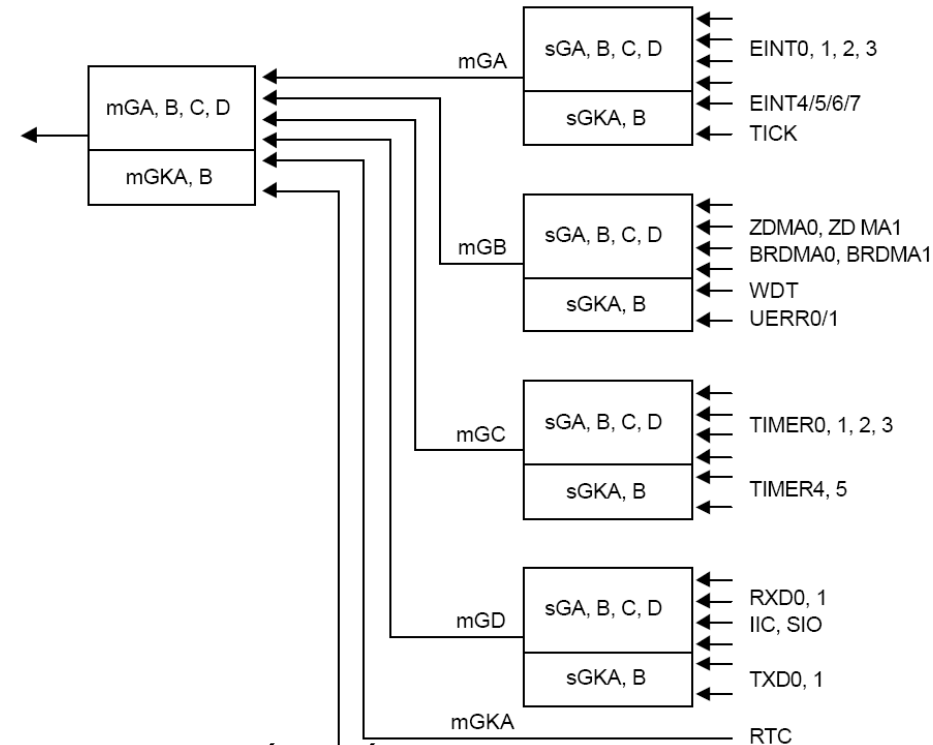 sGA, B, C, D
EINT0, 1, 2, 3
mGA
mGA, B, C, D
EINT4/5/6/7
sGKA, B
TICK
mGKA, B
sGA, B, C, D
ZDMA0, ZD MA1
mGB
BRDMA0, BRDMA1
WDT
sGKA, B
UERR0/1
sGA, B, C, D
TIMER0, 1, 2, 3
mGC
sGKA, B
TIMER4, 5
RXD0, 1
sGA, B, C, D
mGD
IIC, SIO
sGKA, B
TXD0, 1
mGKA
RTC